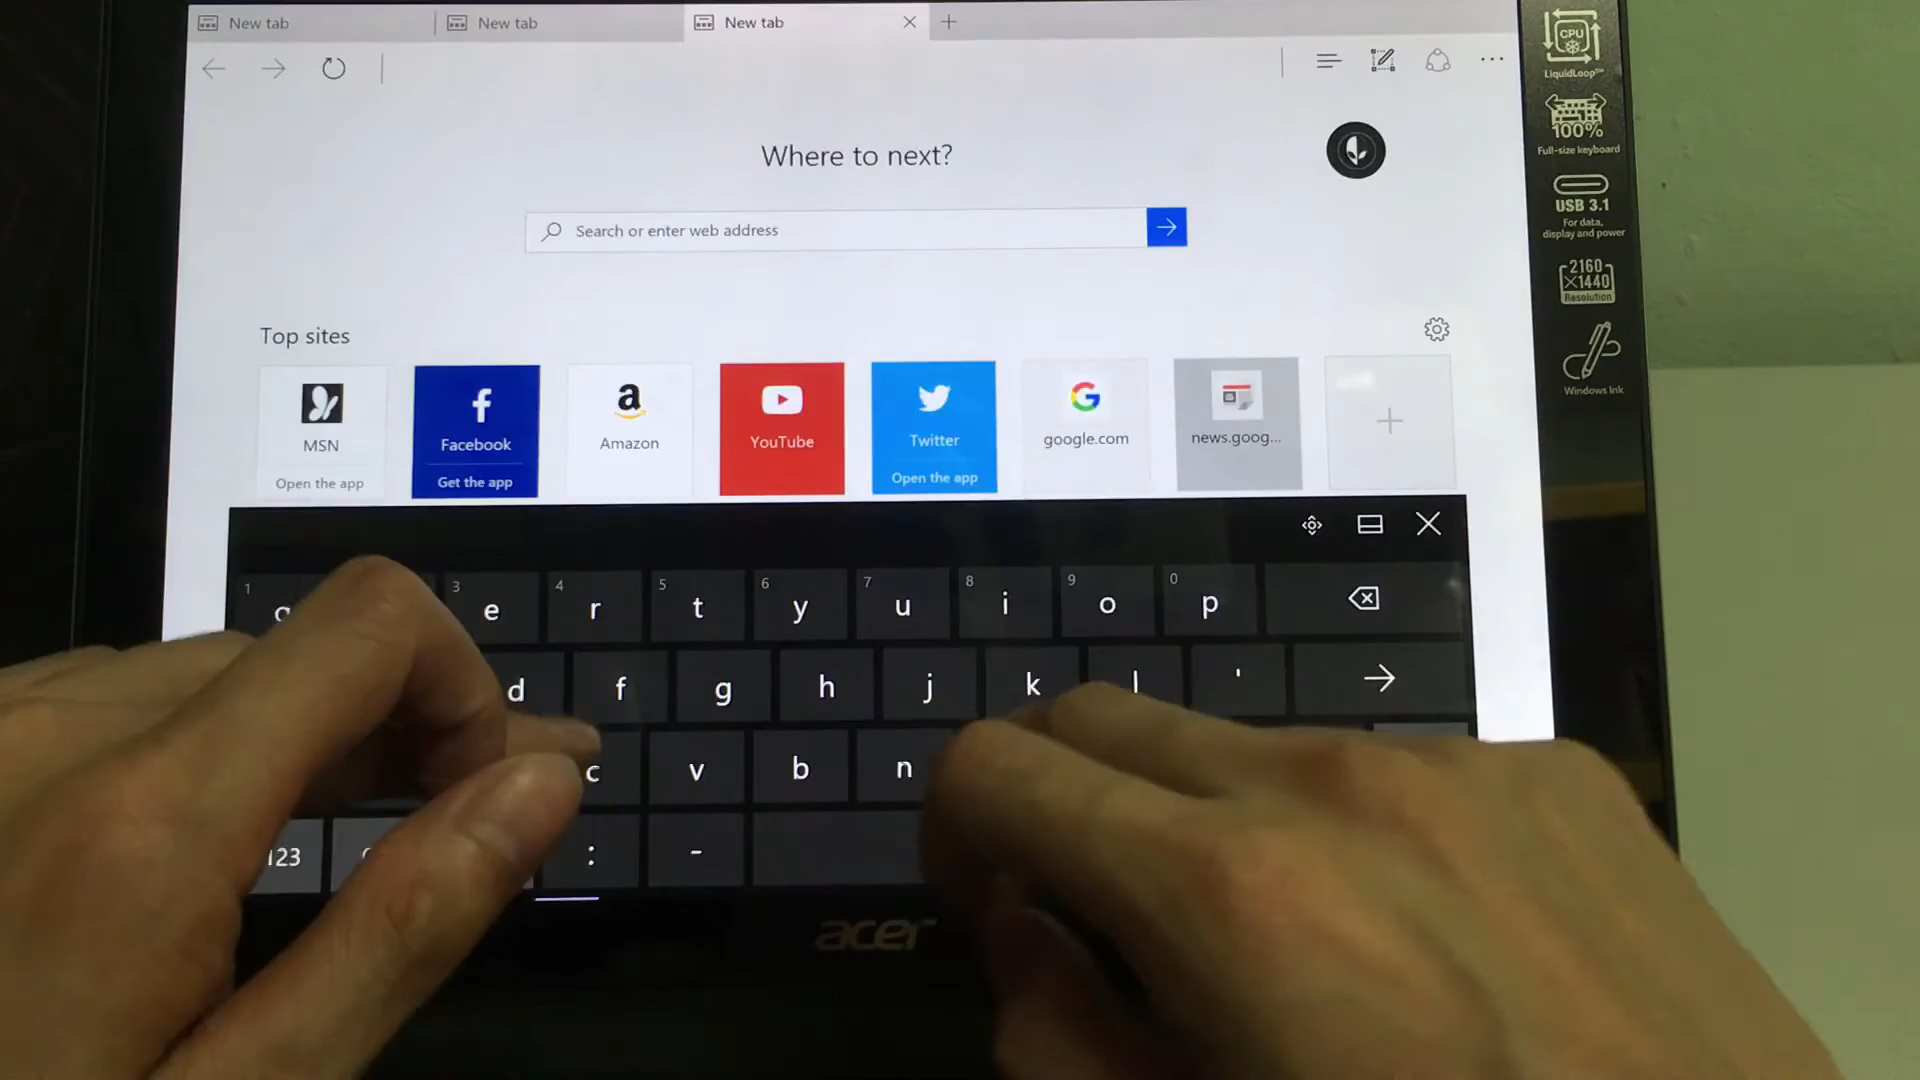 New tab
New tab
New tab
Where to next?
Search or enter web address
Top sites
MSN
Open the app
f
Facebook
Get the app
a
Amazon
YouTube
Twitter
Open the app
G
google.com
news.goog...
1
3 e
4 r
5 t
6 y
7 u
8 i
9 o
0 p
d f g h j k l '
c v b n
123
: -
acer
CPU
LiquidLoop™
100%
Full-size keyboard
USB 3.1
For data,
display and power
2160
x1440
Resolution
Windows Ink